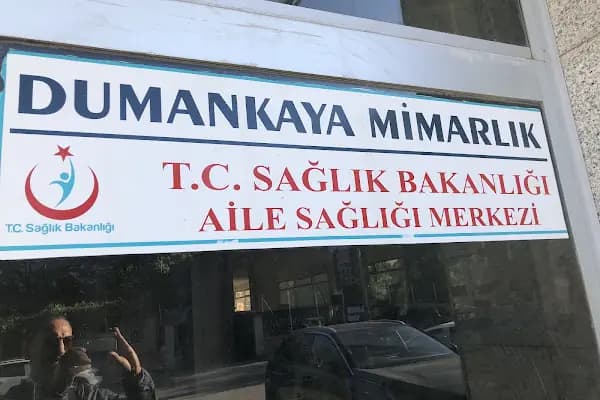 DUMANKAYA MİMARLIK
T.C. SAĞLIK BAKANLIĞI
AİLE SAĞLIĞI MERKEZİ
T.C. Sağlık Bakanlığı